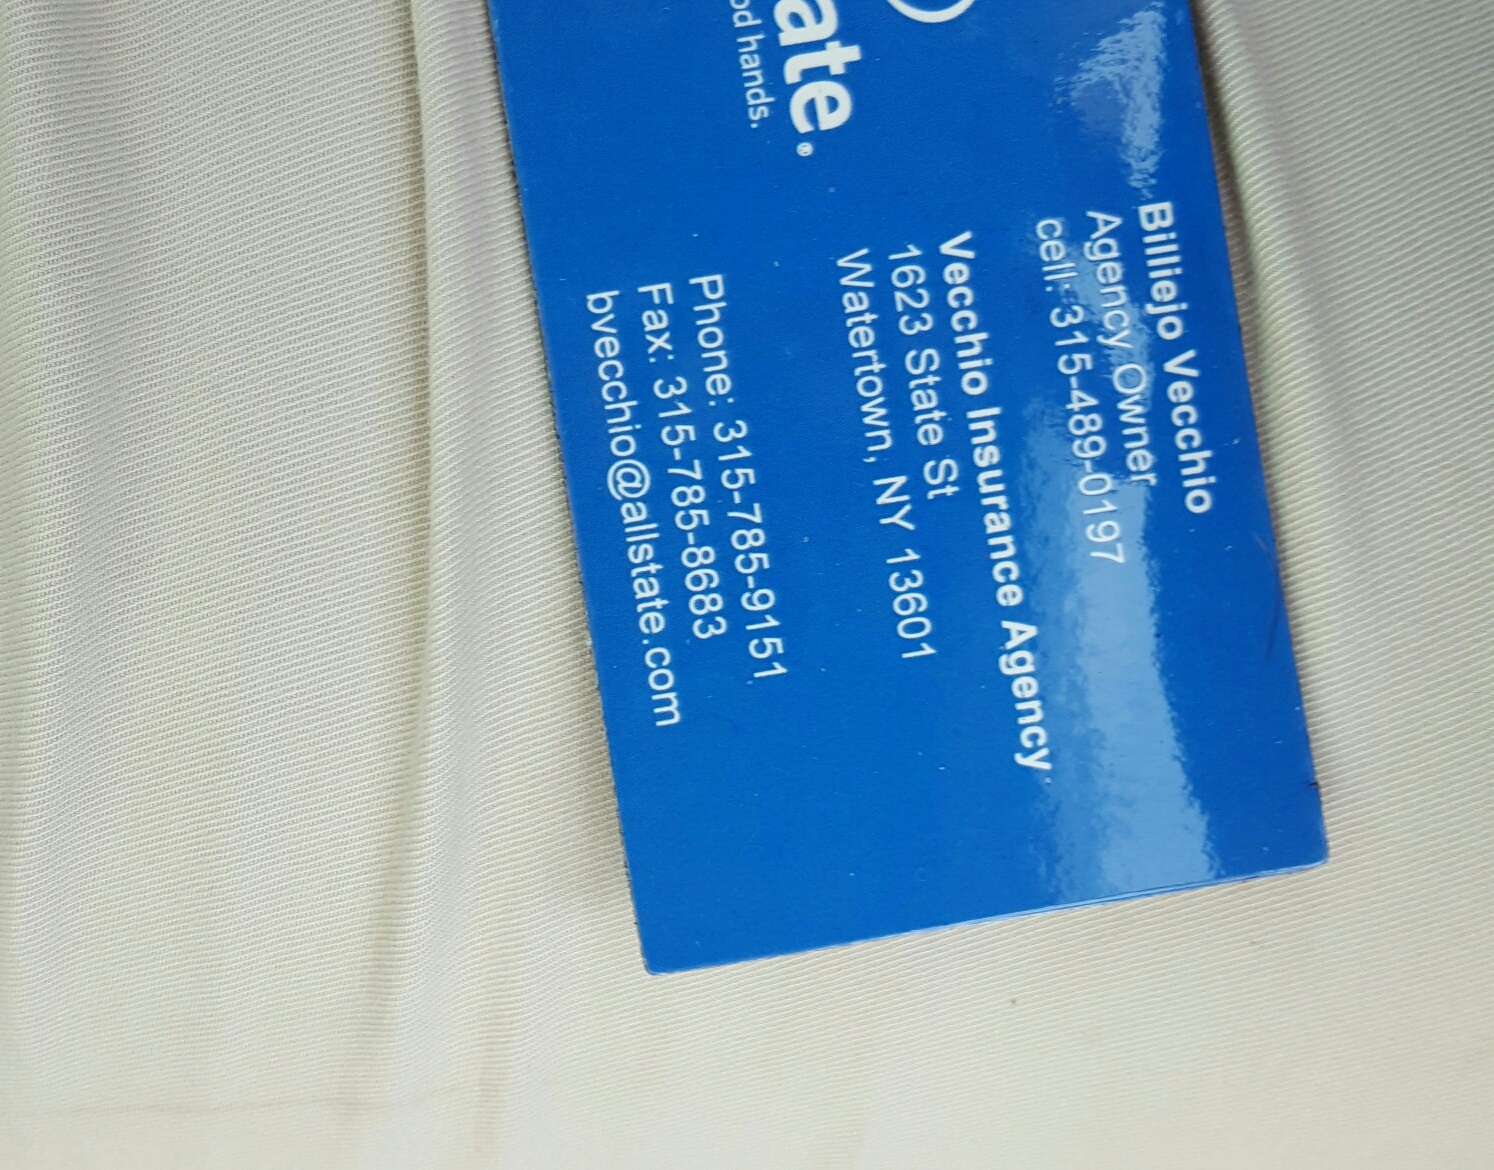 ate®
od hands.
Billiejo Vecchio
Agency Owner
cell: 315-489-0197
Vecchio Insurance Agency
1623 State St
Watertown, NY 13601
Phone: 315-785-9151
Fax: 315-785-8683
bvecchio@allstate.com